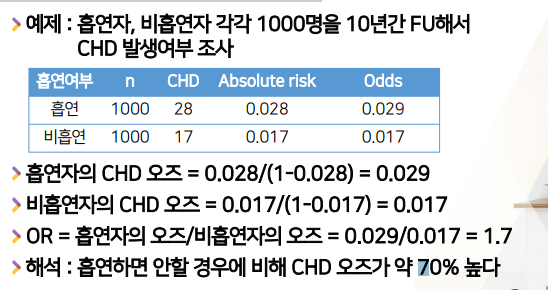 예제 : 흡연자, 비흡연자 각각 1000명을 10년간 FU해서
CHD 발생여부 조사
흡연여부 n CHD Absolute risk Odds
흡연 1000 28 0.028 0.029
비흡연 1000 17 0.017 0.017
흡연자의 CHD 오즈 = 0.028/(1-0.028) = 0.029
비흡연자의 CHD 오즈 = 0.017/(1-0.017) = 0.017
OR = 흡연자의 오즈/비흡연자의 오즈 = 0.029/0.017 = 1.7
해석 : 흡연하면 안할 경우에 비해 CHD 오즈가 약 70% 높다